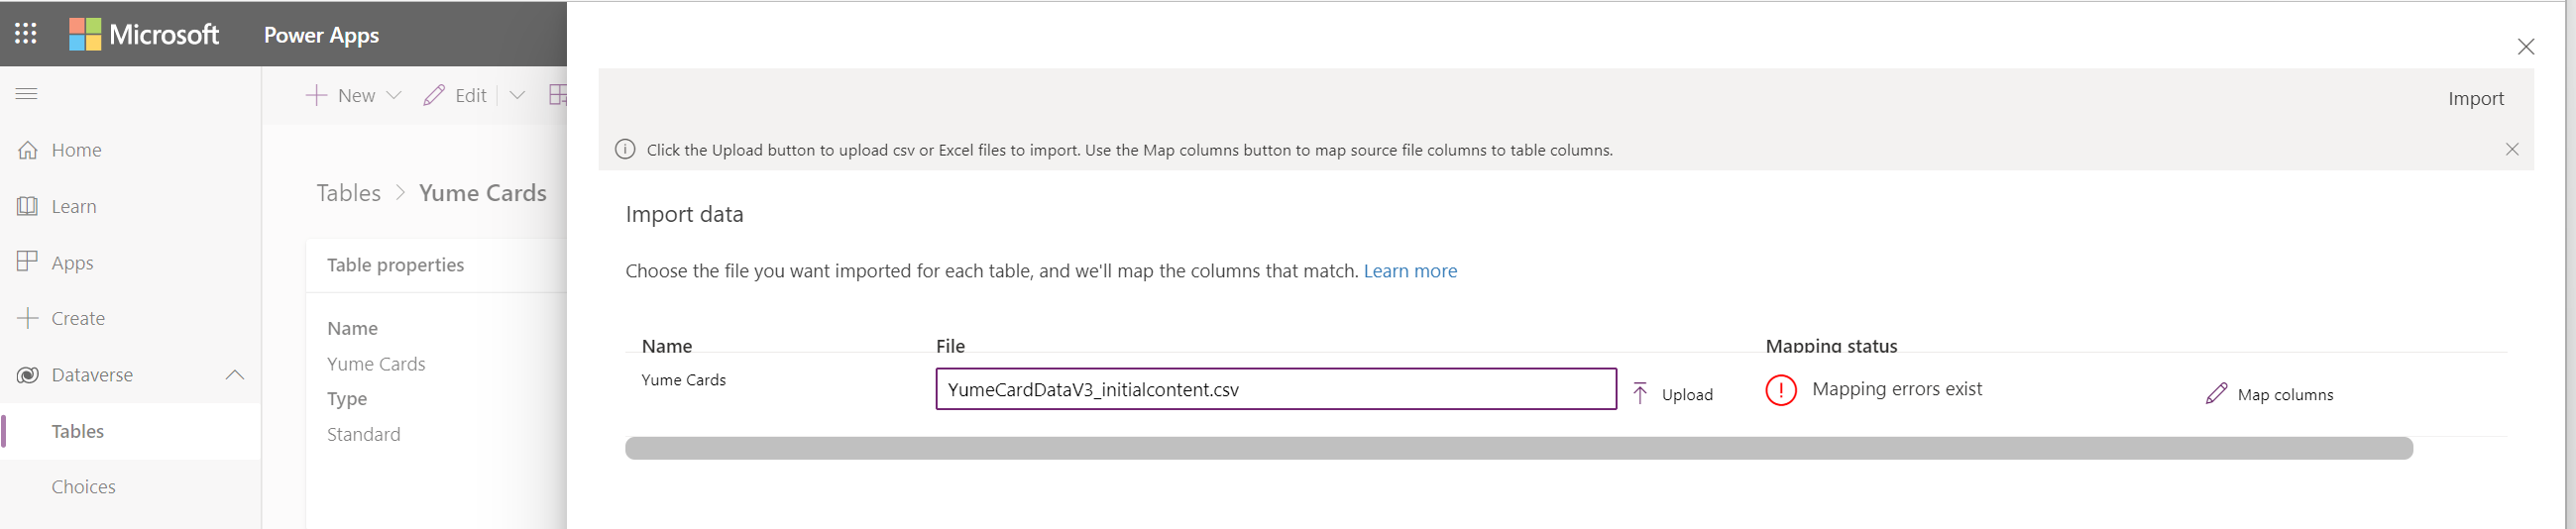 Microsoft Power Apps
Home
Learn
Apps
Create
Dataverse
Tables
Choices
New Edit
Tables > Yume Cards
Table properties
Name
Yume Cards
Type
Standard
Import
Click the Upload button to upload csv or Excel files to import. Use the Map columns button to map source file columns to table columns.
Import data
Choose the file you want imported for each table, and we'll map the columns that match. Learn more
Name File Mapping status
Yume Cards YumeCardDataV3_initialcontent.csv Upload Mapping errors exist Map columns